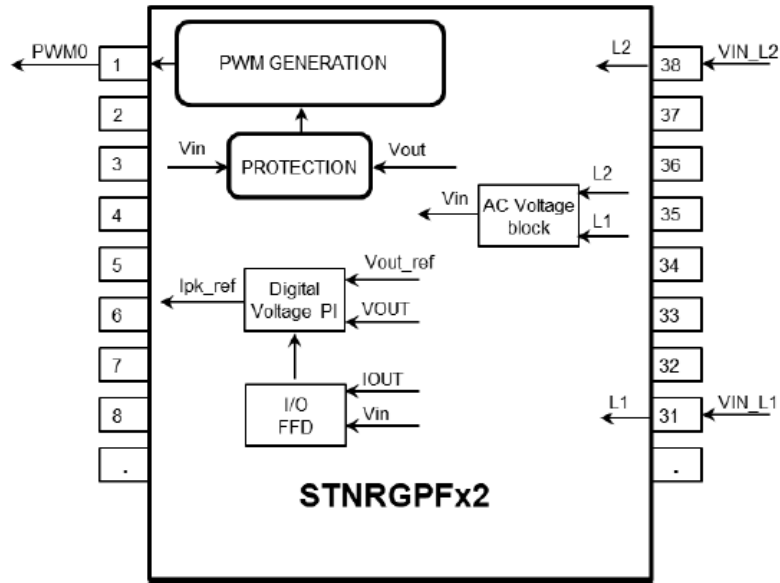 PWM0
1
PWM GENERATION
L2
38
VIN_L2
2
37
3
Vin
PROTECTION
Vout
36
L2
4
Vin
AC Voltage
block
L1
35
5
Vout_ref
34
Ipk_ref
Digital
Voltage PI
6
VOUT
33
7
IOUT
32
8
I/O
FFD
Vin
L1
31
VIN_L1
.
.
STNRGPFx2